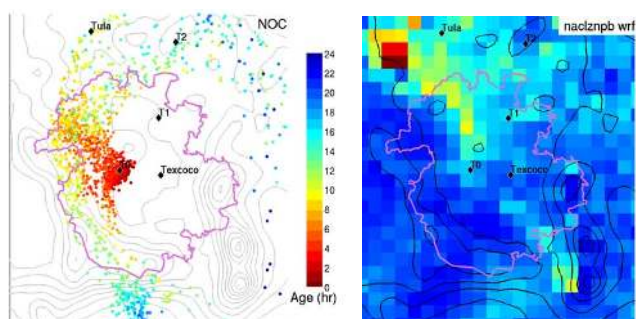 NOC
Tula
T2
T1
T0
Texcoco
24
22
20
18
16
14
12
10
8
6
4
2
0
Age (hr)
naclznpb wrf
Tula
T2
T1
T0
Texcoco